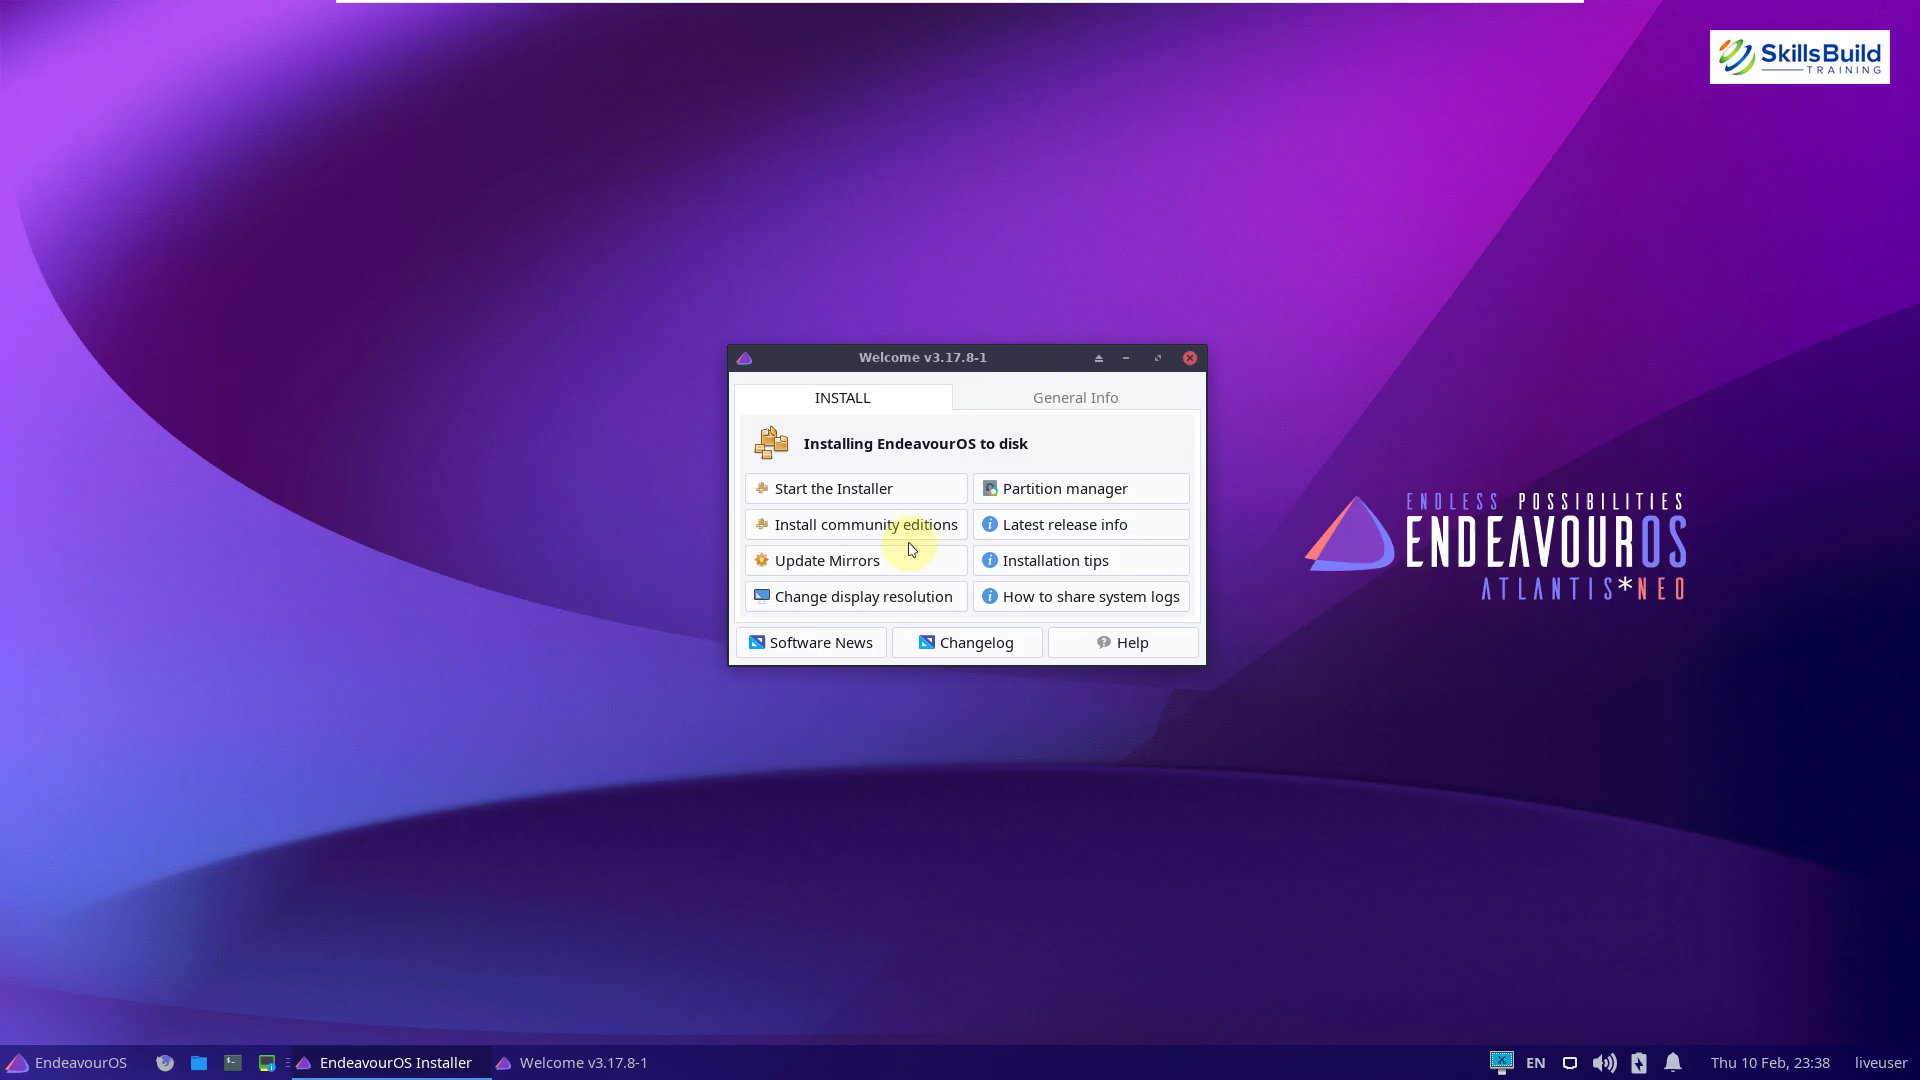 SkillsBuild
TRAINING
Welcome v3.17.8-1
INSTALL
General Info
Installing EndeavourOS to disk
Start the Installer
Partition manager
Install community editions
Latest release info
Update Mirrors
Installation tips
Change display resolution
How to share system logs
Software News
Changelog
Help
ENDLESS POSSIBILITIES
ENDEAVOUROS
ATLANTIS*NEO
EndeavourOS
EndeavourOS Installer
Welcome v3.17.8-1
EN
Thu 10 Feb, 23:38
liveuser